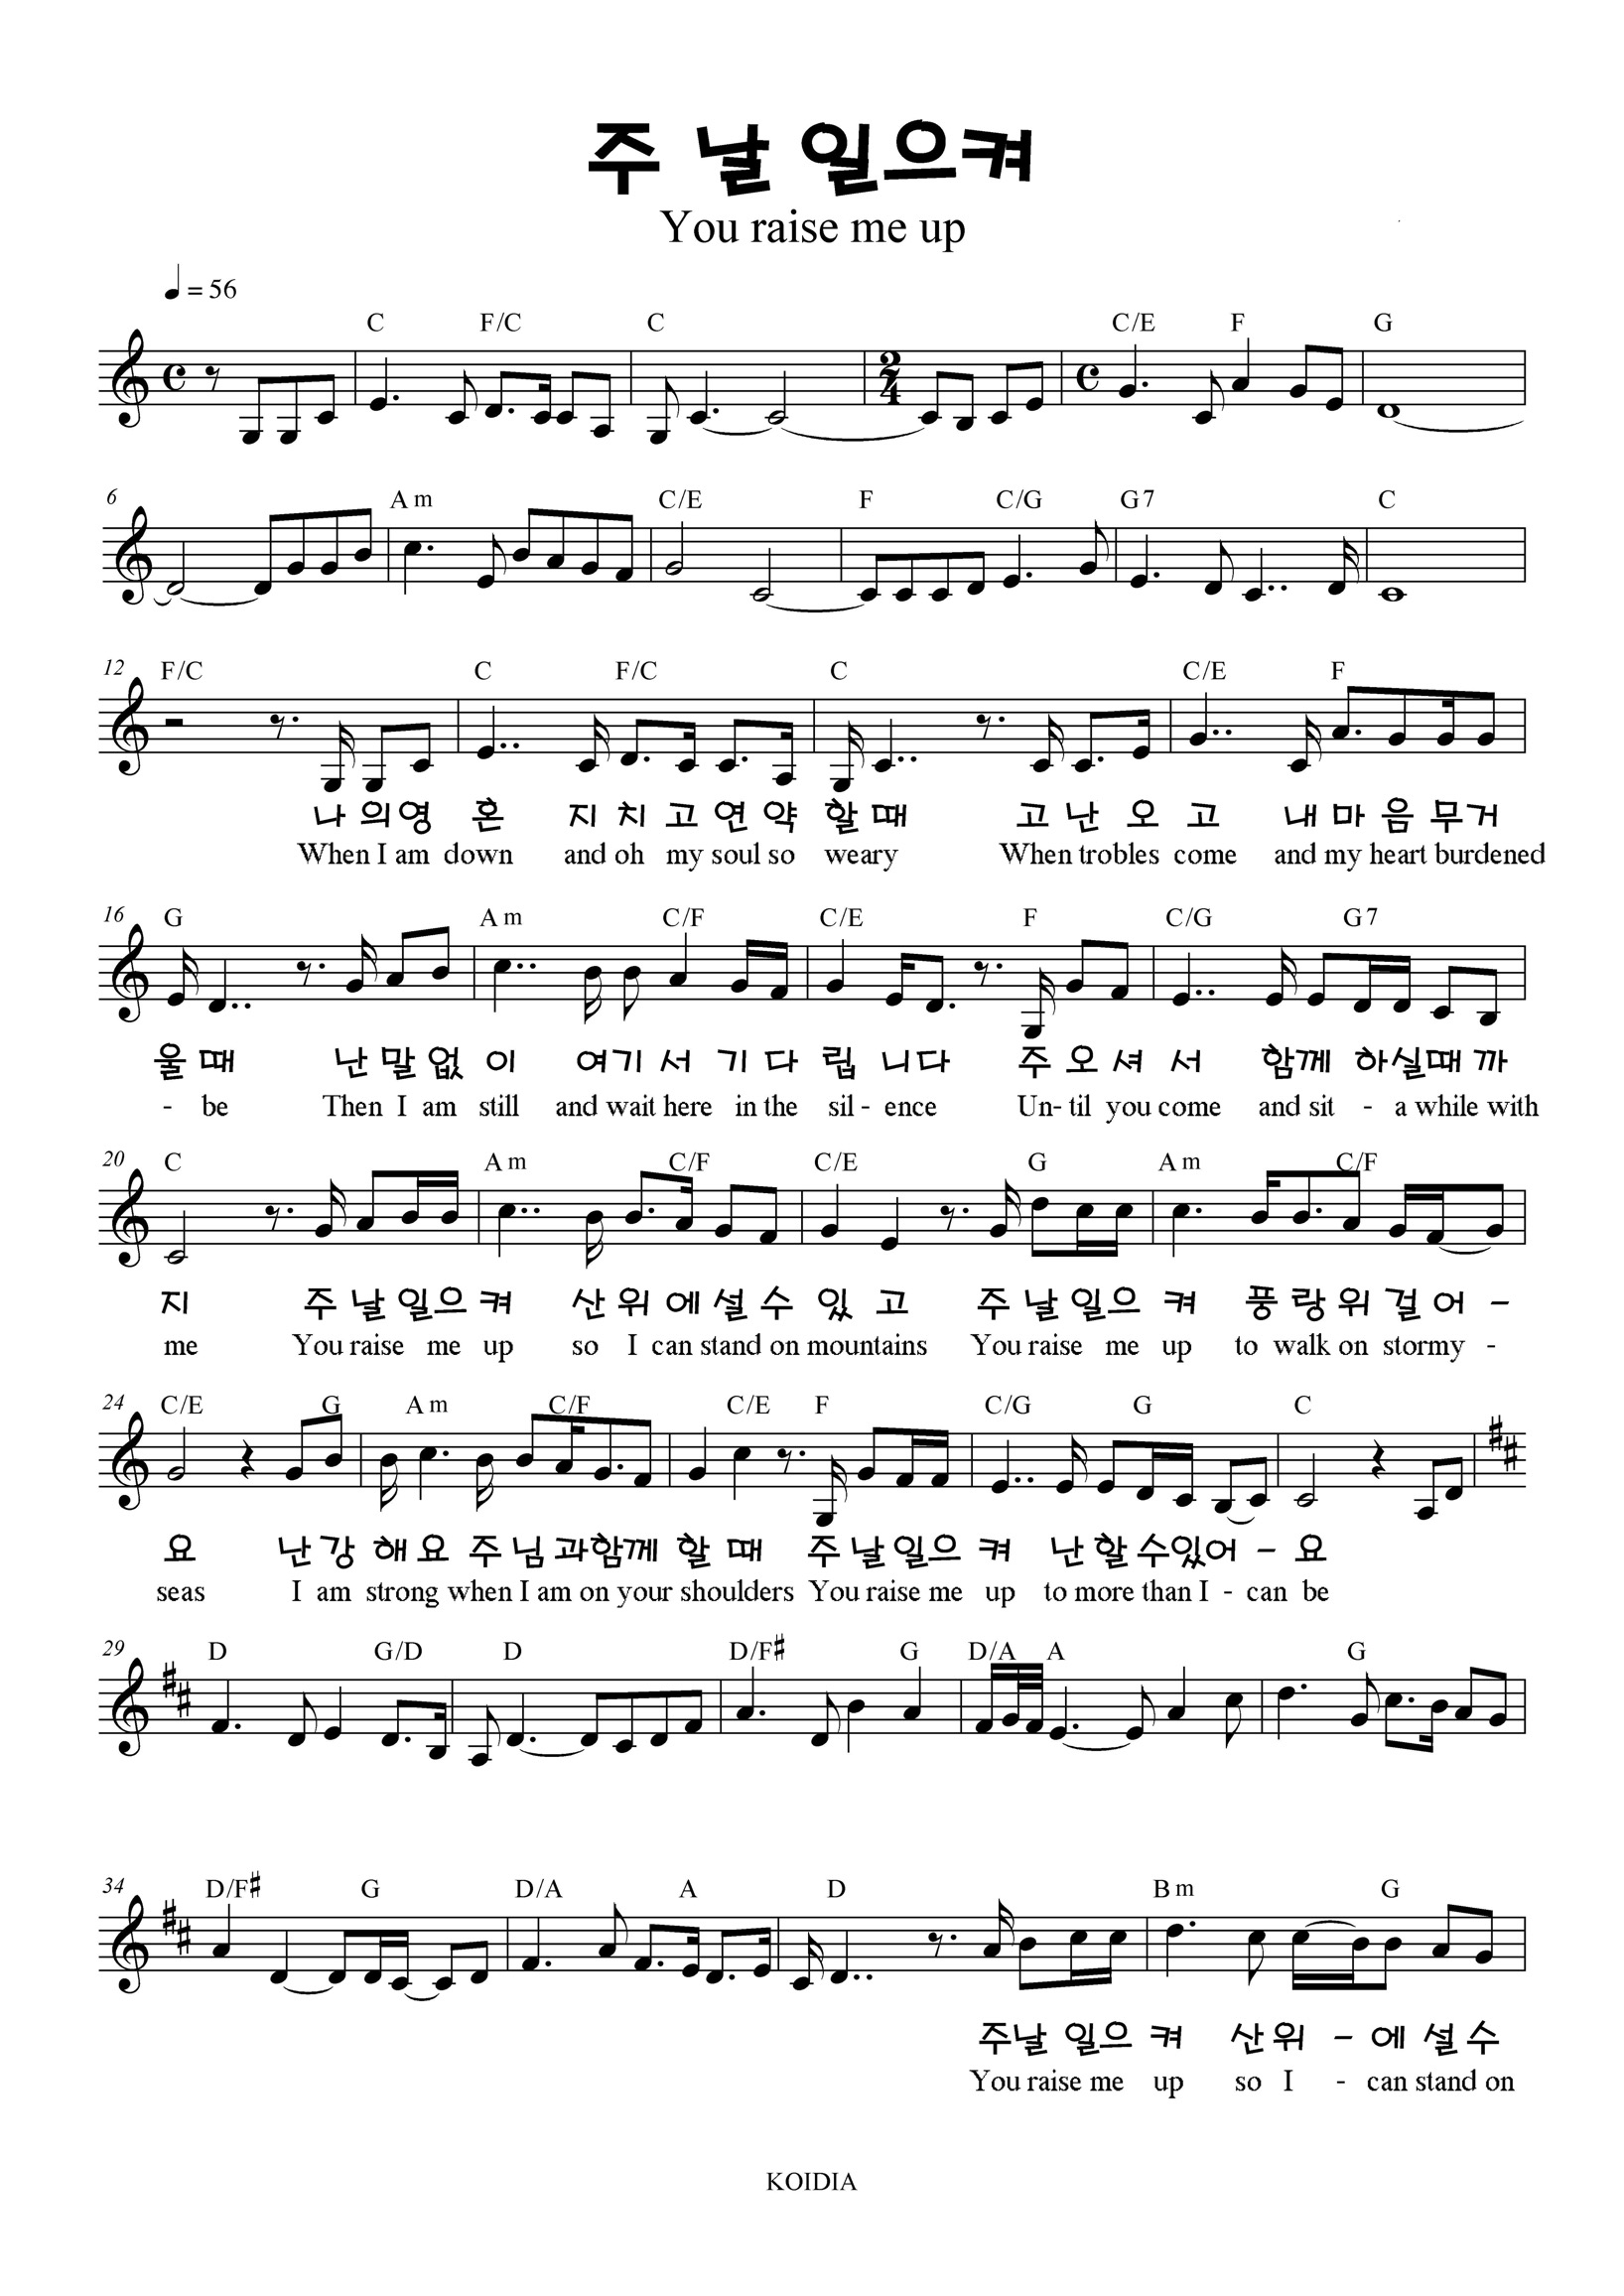 주 날 일으켜
You raise me up
= 56
C F/C C C/E F G
2
4
6
Am C/E F C/G G7 C
12
F/C C F/C C C/E F
나 의 영 혼 지 치 고 연 약 할 때 고 난 오 고 내 마 음 무 거
When I am down and oh my soul so weary When trobles come and my heart burdened
16
G Am C/F C/E F C/G G7
울 때 난 말 없 이 여기 서 기 다 립 니다 주 오 셔 서 함께 하실때 까
- be Then I am still and wait here in the sil - ence Un- til you come and sit - a while with
20
C Am C/F C/E G Am C/F
지 주 날 일으 켜 산 위 에 설 수 있 고 주 날 일으 켜 풍 랑 위 걸 어 -
me You raise me up so I can stand on mountains You raise me up to walk on stormy -
24
C/E G Am C/F C/E F C/G G C
요 난 강 해 요 주 님 과함께 할 때 주 날일으 켜 난 할 수있어 - 요
seas I am strong when I am on your shoulders You raise me up to more than I - can be
29
D G/D D D/F# G D/A A G
34
D/F# G D/A A D Bm G
주날 일으 켜 산 위 - 에 설 수
You raise me up so I - can stand on
KOIDIA